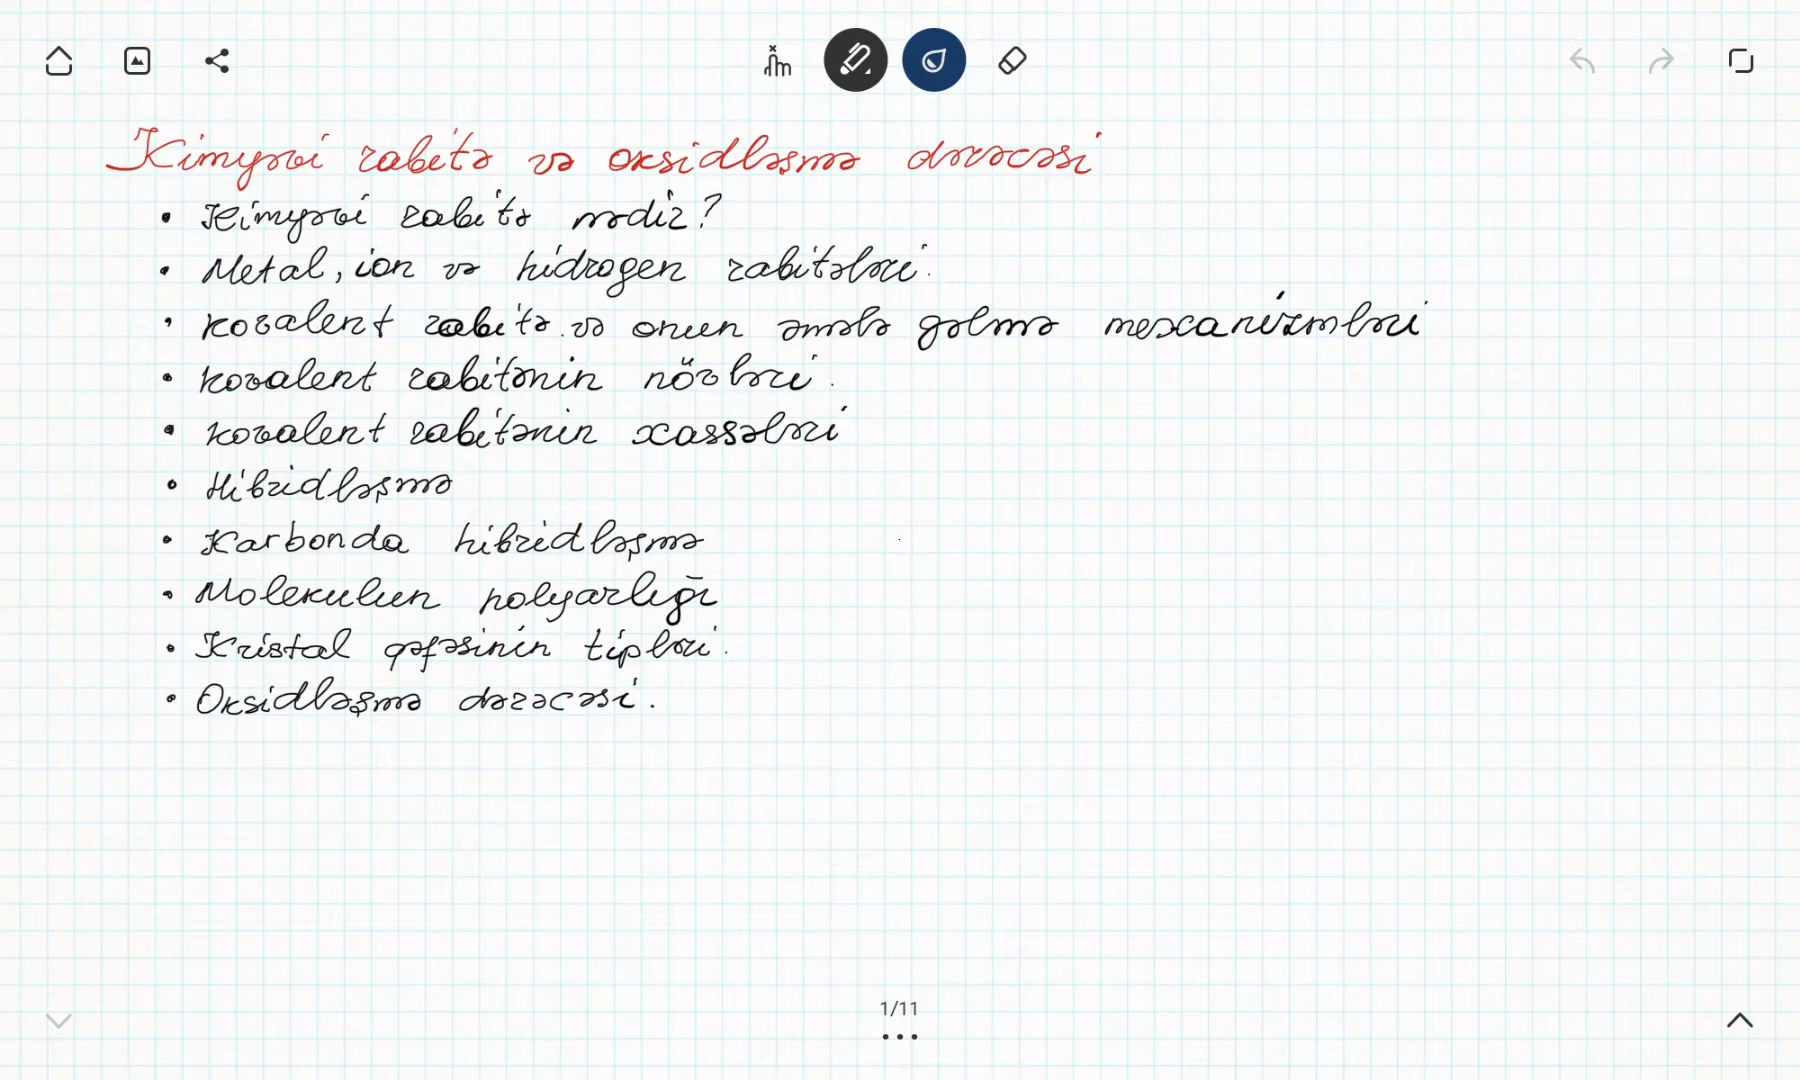 Kimyəvi rabitə və oksidləşmə dərəcəsi
• Kimyəvi rabitə nədir?
• Metal, ion və hidrogen rabitələri.
• kovalent rabitə və onun əmələ gəlmə mexanizmləri
• kovalent rabitənin növləri.
• kovalent rabitənin xassələri
• Hibridləşmə
• Karbonda hibridləşmə
• Molekulun polyarlığı
• Kristal qəfəsinin tipləri.
• Oksidləşmə dərəcəsi.
1/11